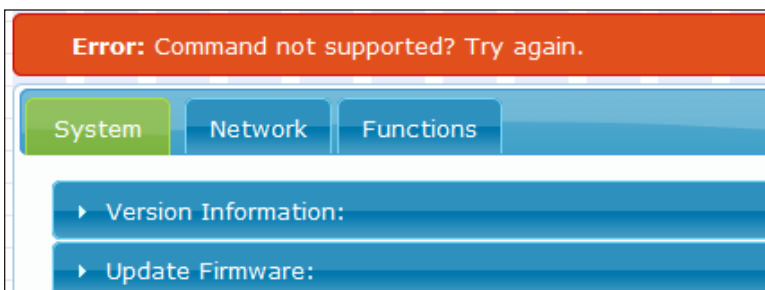 Error: Command not supported? Try again.
System Network Functions
Version Information:
Update Firmware: